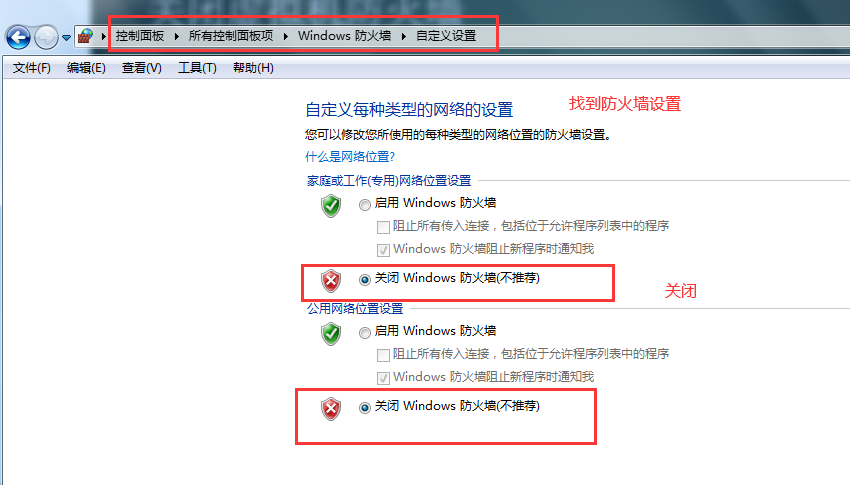 控制面板 所有控制面板项 Windows 防火墙 自定义设置
文件(F) 编辑(E) 查看(V) 工具(T) 帮助(H)
自定义每种类型的网络的设置
找到防火墙设置
您可以修改您所使用的每种类型的网络位置的防火墙设置。
什么是网络位置?
家庭或工作(专用)网络位置设置
启用 Windows 防火墙
阻止所有传入连接，包括位于允许程序列表中的程序
Windows 防火墙阻止新程序时通知我
关闭 Windows 防火墙(不推荐)
关闭
公用网络位置设置
启用 Windows 防火墙
阻止所有传入连接，包括位于允许程序列表中的程序
Windows 防火墙阻止新程序时通知我
关闭 Windows 防火墙(不推荐)